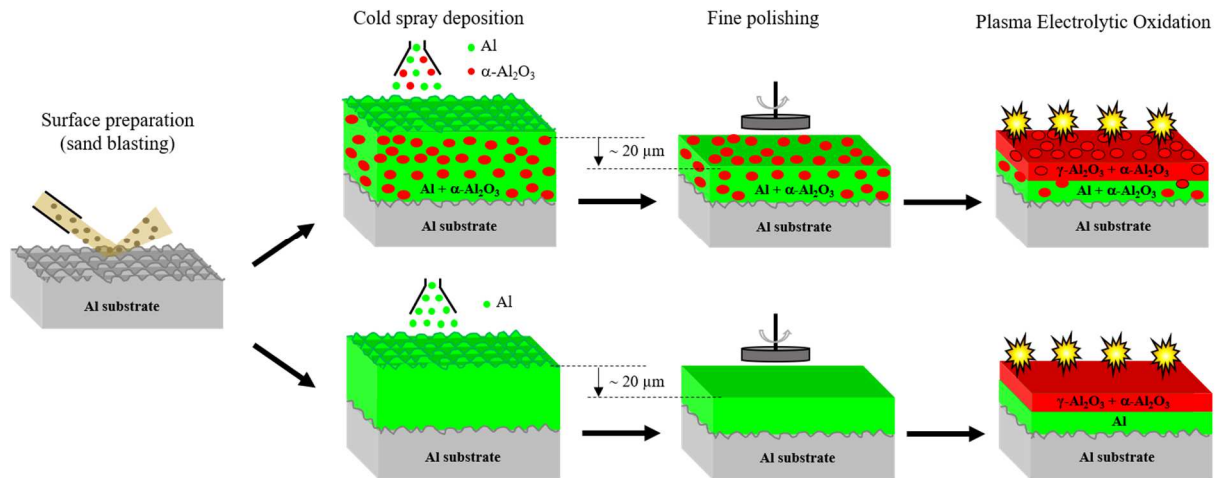 Cold spray deposition
Fine polishing
Plasma Electrolytic Oxidation
Surface preparation
(sand blasting)
Al substrate
Al
α-Al₂O₃
~ 20 µm
Al + α-Al₂O₃
Al substrate
Al + α-Al₂O₃
Al substrate
γ-Al₂O₃ + α-Al₂O₃
Al + α-Al₂O₃
Al substrate
Al
~ 20 µm
Al substrate
Al substrate
γ-Al₂O₃ + α-Al₂O₃
Al
Al substrate